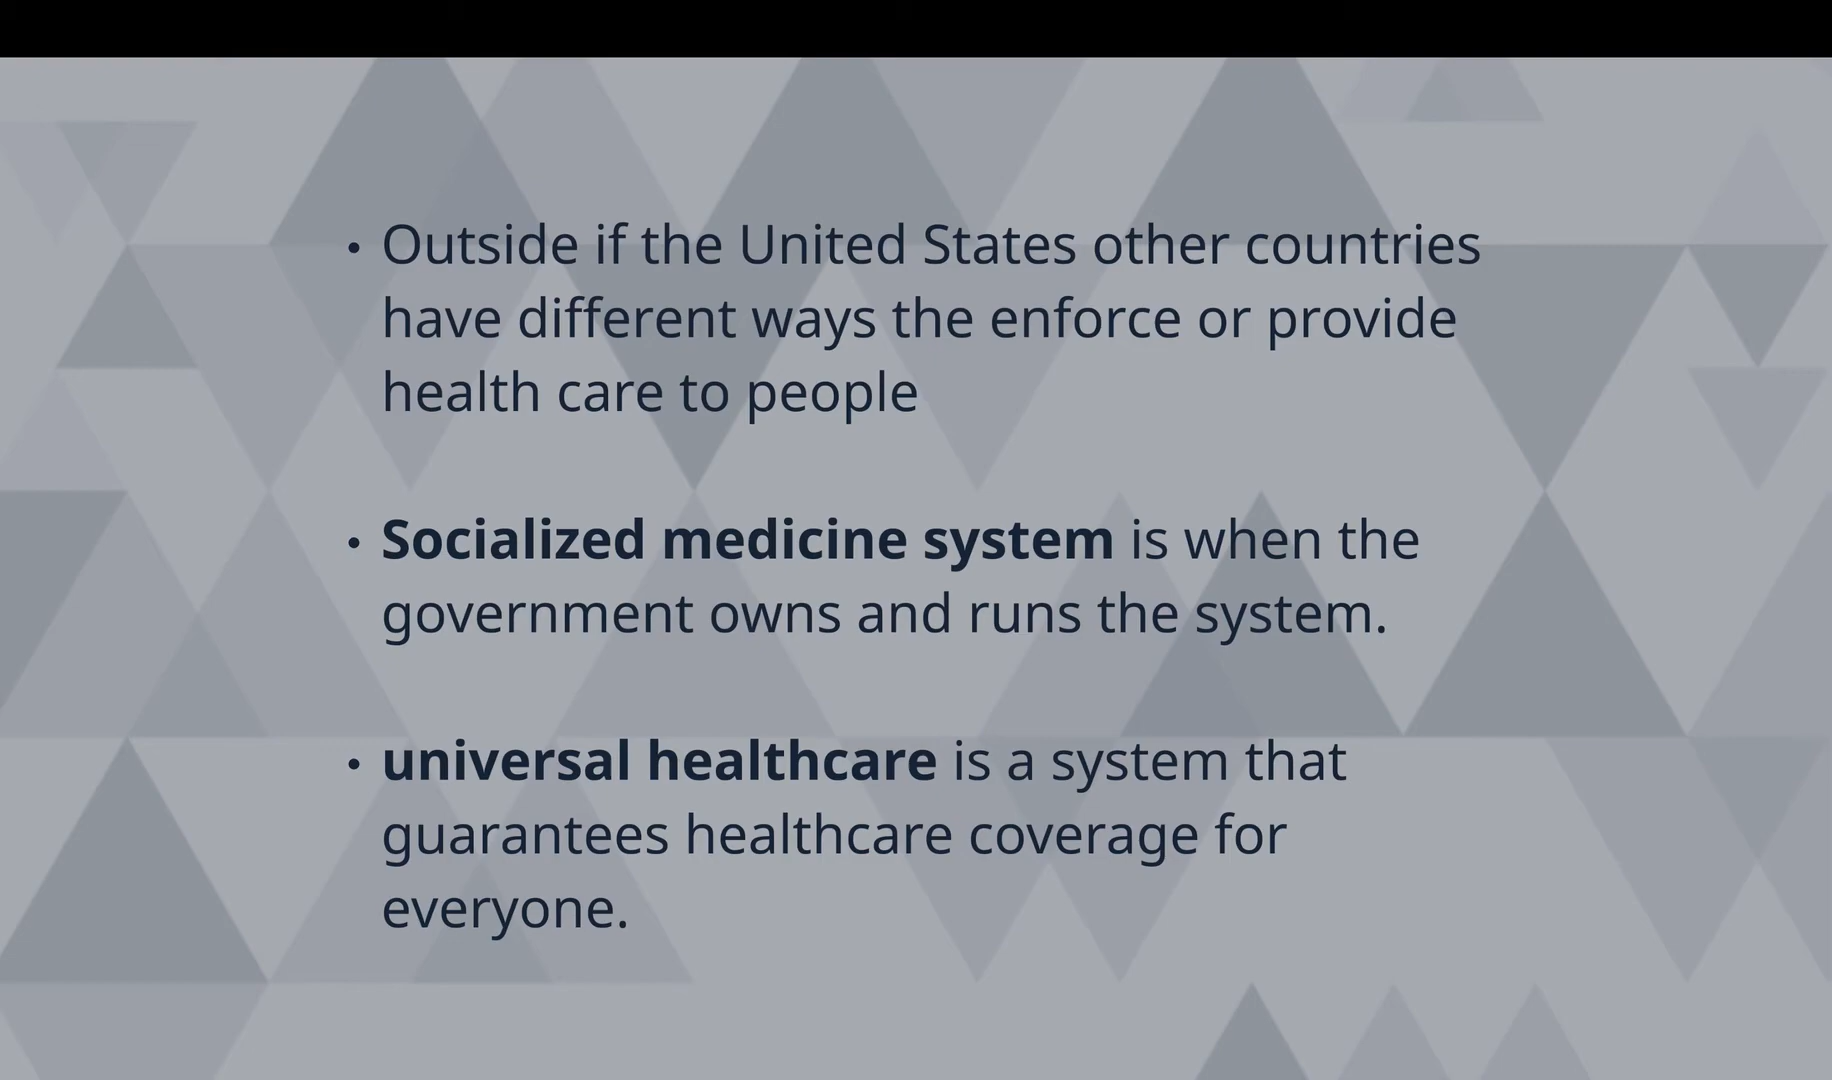 • Outside if the United States other countries
have different ways the enforce or provide
health care to people
• Socialized medicine system is when the
government owns and runs the system.
• universal healthcare is a system that
guarantees healthcare coverage for
everyone.